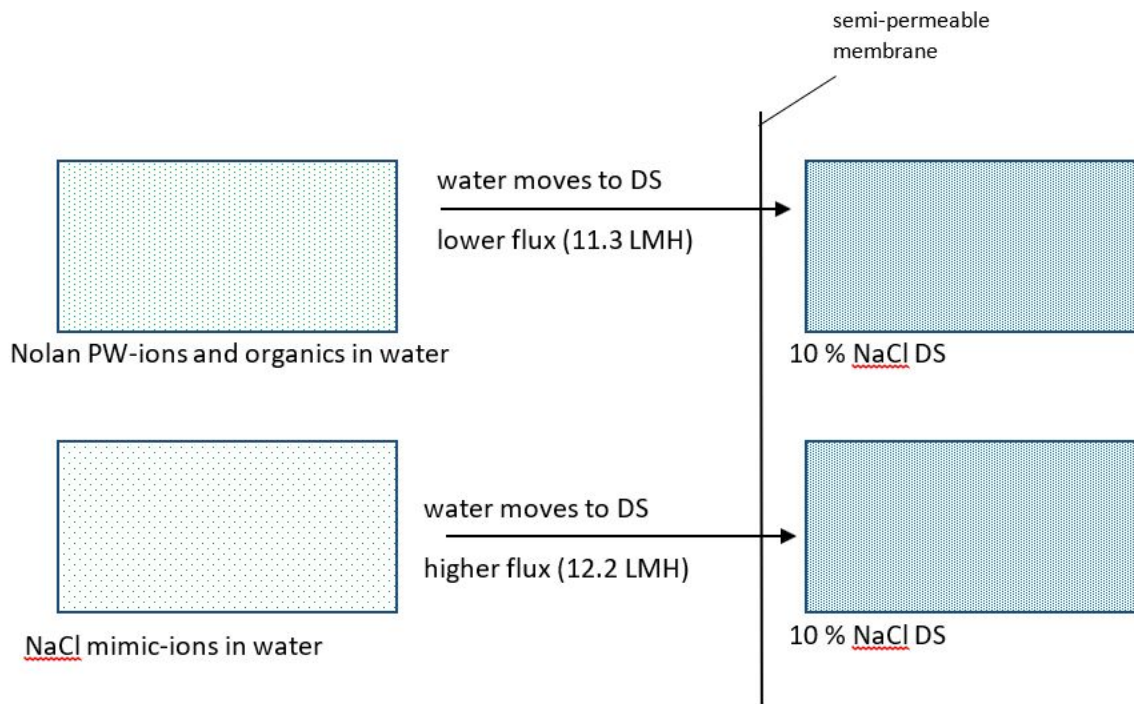 semi-permeable
membrane
water moves to DS
lower flux (11.3 LMH)
Nolan PW-ions and organics in water
10 % NaCl DS
water moves to DS
higher flux (12.2 LMH)
NaCl mimic-ions in water
10 % NaCl DS